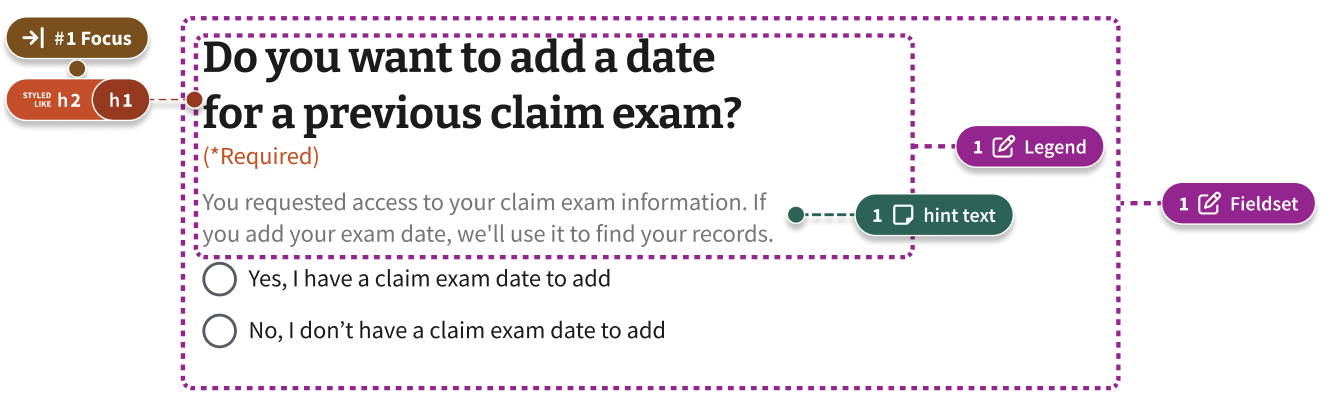 #1 Focus
STYLED LIKE h2 h1
Do you want to add a date
for a previous claim exam?
(*Required)
1 Legend
You requested access to your claim exam information. If
you add your exam date, we'll use it to find your records.
1 hint text
1 Fieldset
Yes, I have a claim exam date to add
No, I don’t have a claim exam date to add